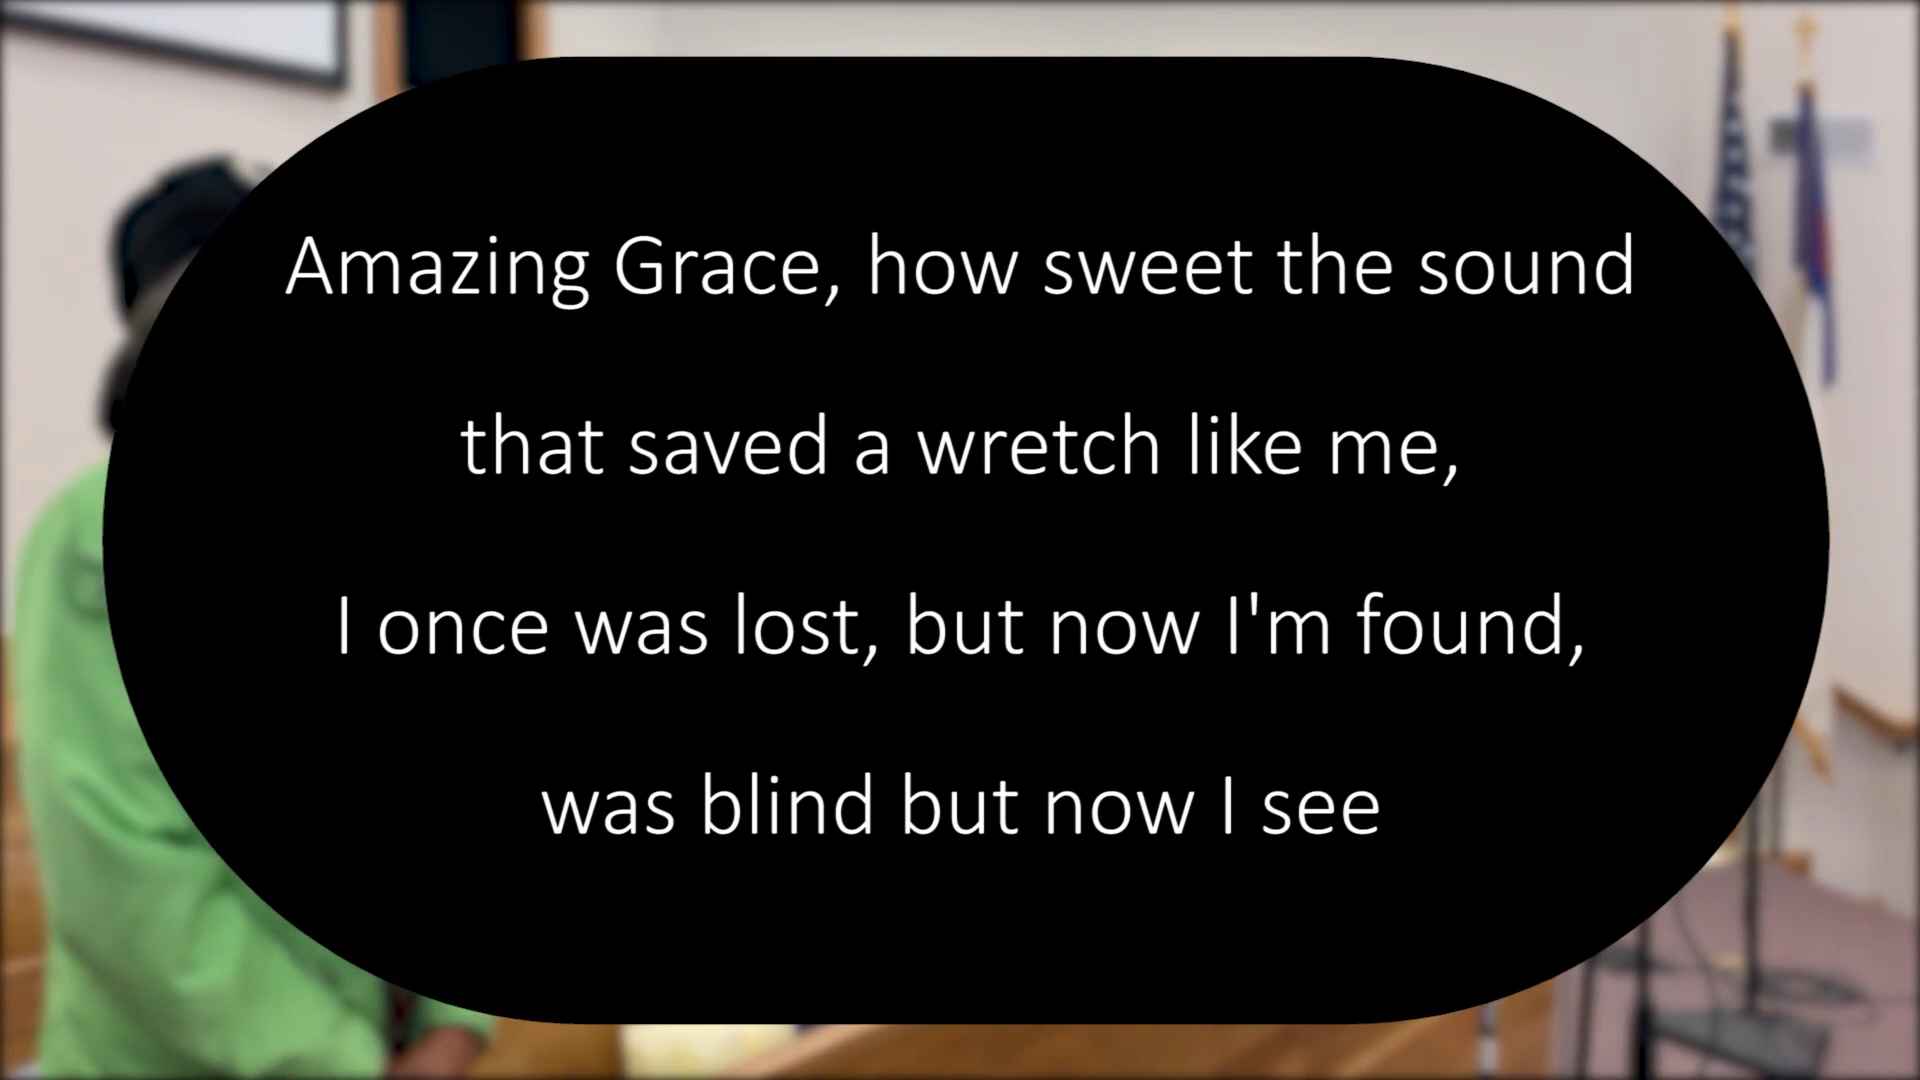 Amazing Grace, how sweet the sound
that saved a wretch like me,
I once was lost, but now I'm found,
was blind but now I see